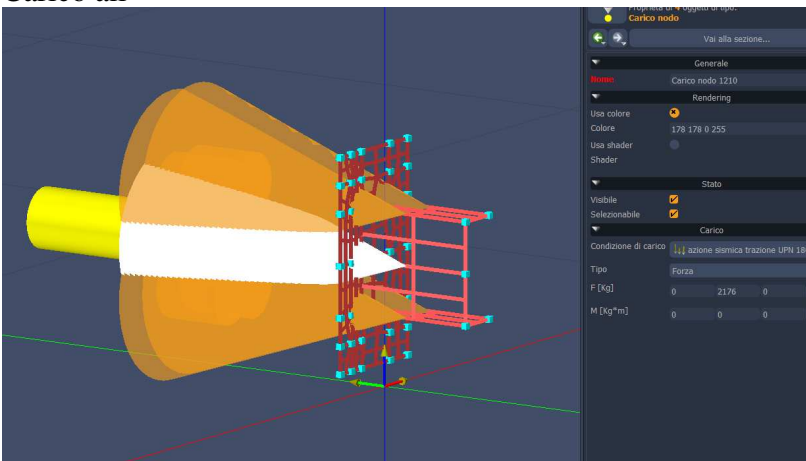 Carico nodo
Vai alla sezione...
Generale
Nome
Carico nodo 1210
Rendering
Usa colore
Colore
178 178 0 255
Usa shader
Shader
Stato
Visibile
Selezionabile
Carico
Condizione di carico
azione sismica trazione UPN 18
Tipo
Forza
F [Kg]
0 2176 0
M [Kg*m]
0 0 0